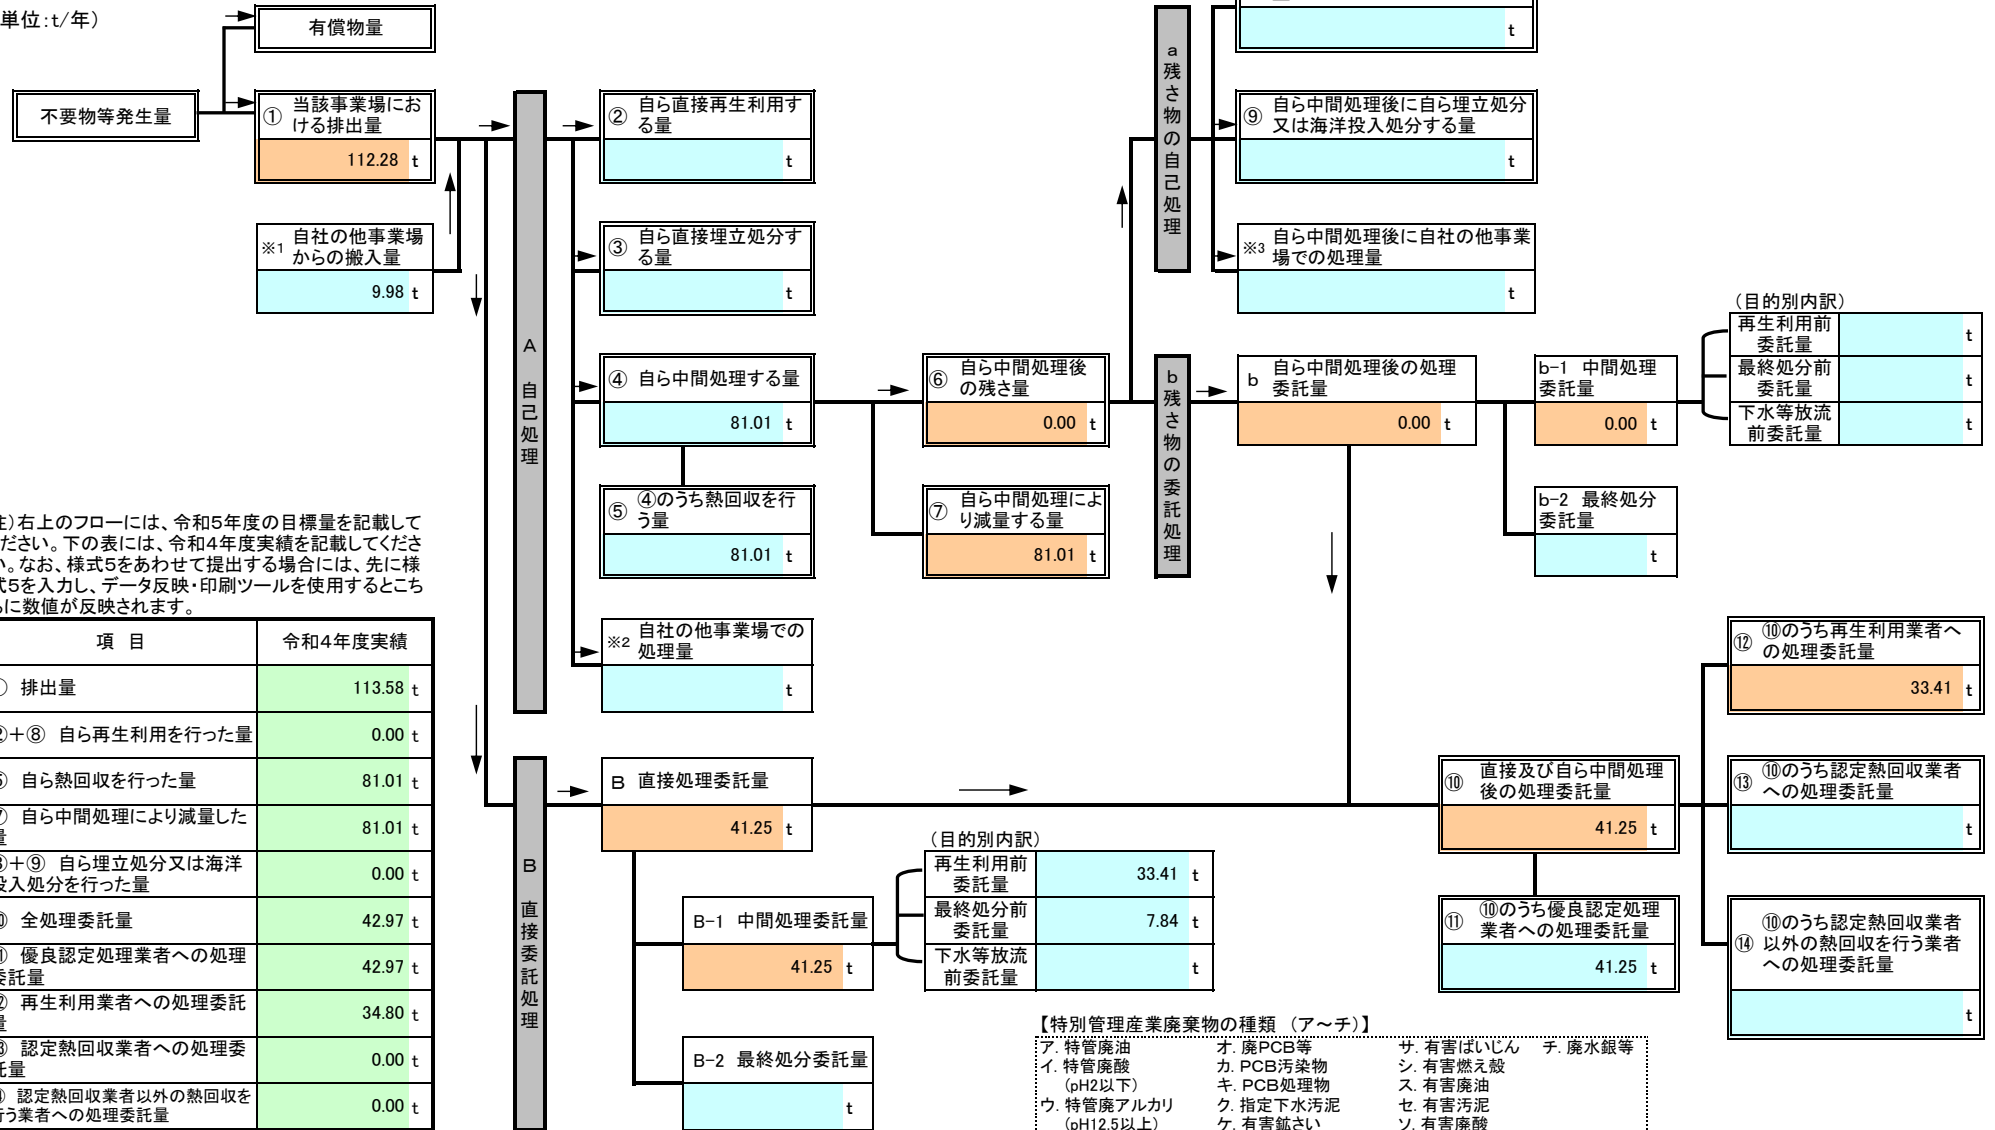 単位:t/年)
有償物量
不要物等発生量
① 当該事業場にお
ける排出量
112.28 t
※1 自社の他事業場
からの搬入量
9.98 t
A
自己処理
② 自ら直接再生利用す
る量
t
③ 自ら直接埋立処分す
る量
t
④ 自ら中間処理する量
81.01 t
⑤ ④のうち熱回収を行
う量
81.01 t
※2 自社の他事業場での
処理量
t
⑥ 自ら中間処理後
の残さ量
0.00 t
⑦ 自ら中間処理によ
り減量する量
81.01 t
a残さ物の自己処理
t
⑨ 自ら中間処理後に自ら埋立処分
又は海洋投入処分する量
t
※3 自ら中間処理後に自社の他事業
場での処理量
t
b残さ物の委託処理
b 自ら中間処理後の処理
委託量
0.00 t
b-1 中間処理
委託量
0.00 t
b-2 最終処分
委託量
t
(目的別内訳)
再生利用前
委託量
t
最終処分前
委託量
t
下水等放流
前委託量
t
)右上のフローには、令和5年度の目標量を記載して
ださい。下の表には、令和4年度実績を記載してくださ
。なお、様式5をあわせて提出する場合には、先に様
式5を入力し、データ反映・印刷ツールを使用するとこち
に数値が反映されます。
項 目 令和4年度実績
排出量 113.58 t
+⑧ 自ら再生利用を行った量 0.00 t
自ら熱回収を行った量 81.01 t
自ら中間処理により減量した
量 81.01 t
+⑨ 自ら埋立処分又は海洋
投入処分を行った量 0.00 t
全処理委託量 42.97 t
優良認定処理業者への処理
委託量 42.97 t
再生利用業者への処理委託
量 34.80 t
認定熱回収業者への処理委
託量 0.00 t
認定熱回収業者以外の熱回収を
行う業者への処理委託量 0.00 t
B
直接委託処理
B 直接処理委託量
41.25 t
B-1 中間処理委託量
41.25 t
B-2 最終処分委託量
t
(目的別内訳)
再生利用前
委託量
33.41 t
最終処分前
委託量
7.84 t
下水等放流
前委託量
t
⑩ 直接及び自ら中間処理
後の処理委託量
41.25 t
⑪ ⑩のうち優良認定処理
業者への処理委託量
41.25 t
⑫ ⑩のうち再生利用業者へ
の処理委託量
33.41 t
⑬ ⑩のうち認定熱回収業者
への処理委託量
t
⑭ ⑩のうち認定熱回収業者
以外の熱回収を行う業者
への処理委託量
t
【特別管理産業廃棄物の種類 (ア~チ)】
ア. 特管廃油 オ. 廃PCB等 サ. 有害ばいじん チ. 廃水銀等
イ. 特管廃酸 カ. PCB汚染物 シ. 有害燃え殻
(pH2以下) キ. PCB処理物 ス. 有害廃油
ウ. 特管廃アルカリ ク. 指定下水汚泥 セ. 有害汚泥
(pH12.5以上) ケ. 有害鉱さい ソ. 有害廃酸